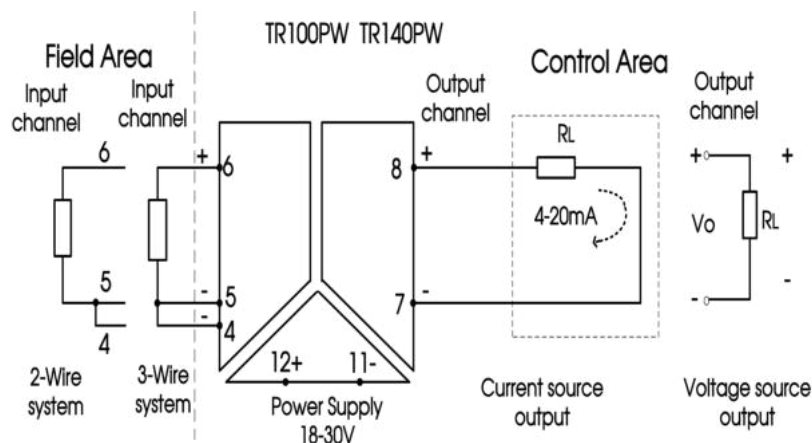 TR100PW TR140PW
Field Area
Control Area
Input
channel
Input
channel
Output
channel
Output
channel
6
5
4
2-Wire
system
+
6
-
5
-
4
3-Wire
system
12+
11-
Power Supply
18-30V
8
+
7
-
RL
4-20mA
Current source
output
+
Vo
-
RL
+
-
Voltage source
output